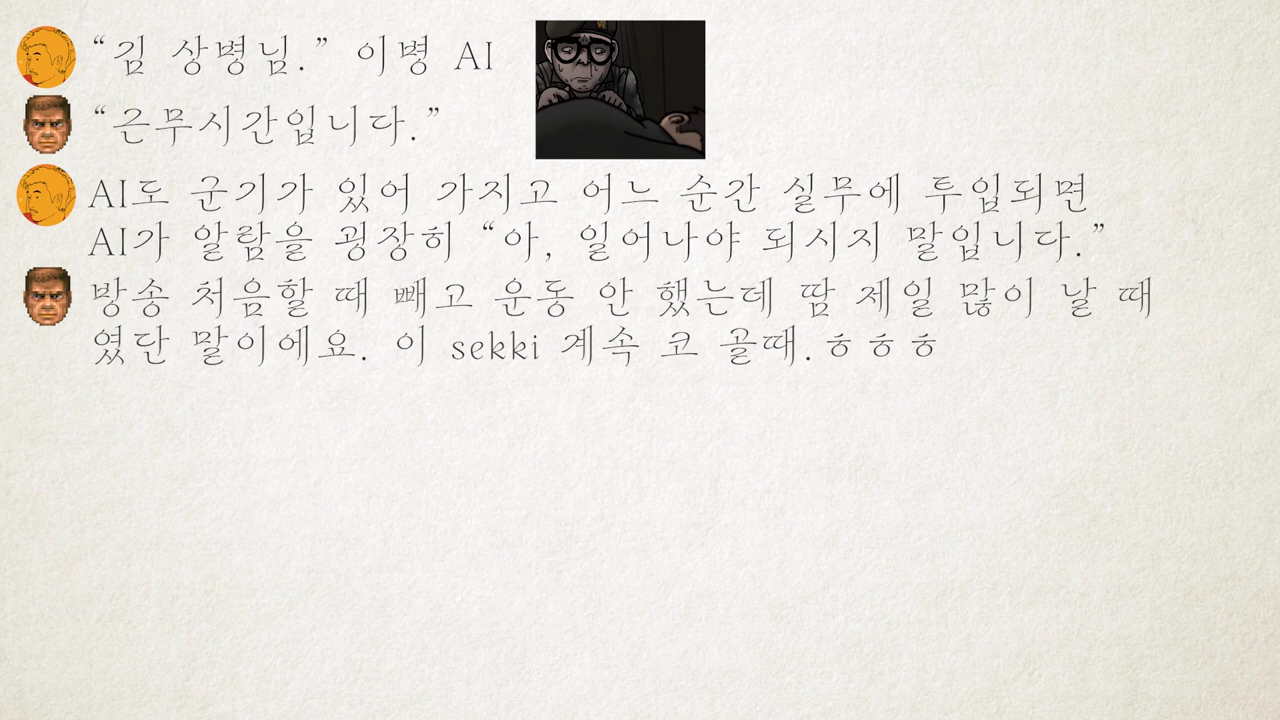 “김 상병님.” 이병 AI
“근무시간입니다.”
AI도 군기가 있어 가지고 어느 순간 실무에 투입되면
AI가 알람을 굉장히 “아, 일어나야 되시지 말입니다.”
방송 처음할 때 빼고 운동 안 했는데 땀 제일 많이 날 때
였단 말이에요. 이 sekki 계속 코 골때.ㅎㅎㅎ